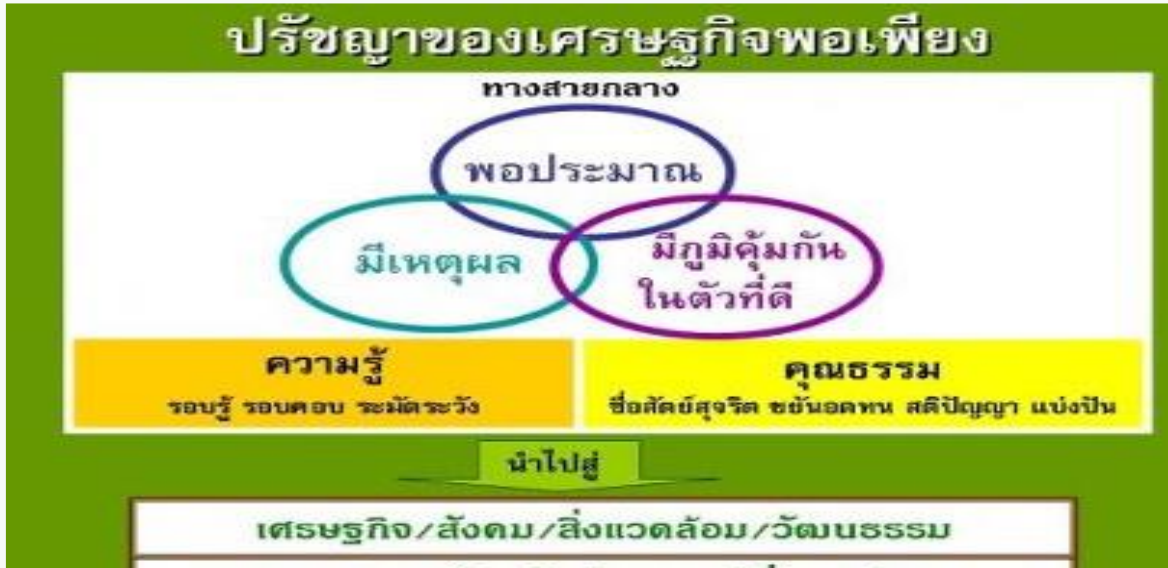 ปรัชญาของเศรษฐกิจพอเพียง
ทางสายกลาง
พอประมาณ
มีเหตุผล
มีภูมิคุ้มกัน
ในตัวที่ดี
ความรู้
รอบรู้ รอบคอบ ระมัดระวัง
คุณธรรม
ซื่อสัตย์สุจริต ขยันอดทน สติปัญญา แบ่งปัน
นำไปสู่
เศรษฐกิจ/สังคม/สิ่งแวดล้อม/วัฒนธรรม